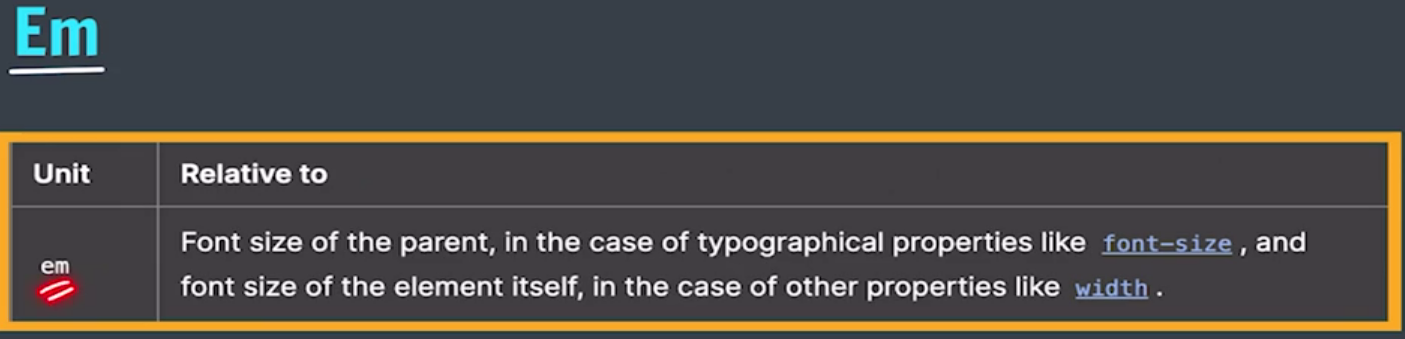 Em
Unit
Relative to
em
Font size of the parent, in the case of typographical properties like font-size, and
font size of the element itself, in the case of other properties like width.